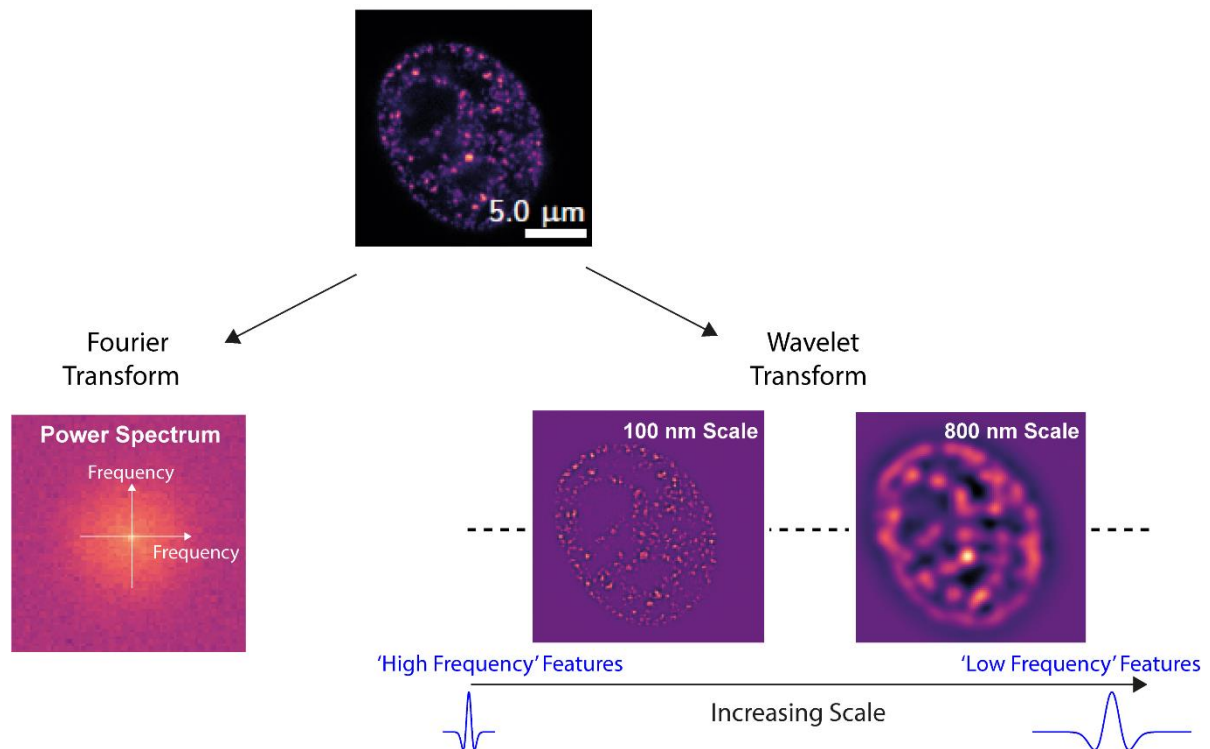 5.0 µm
Fourier
Transform
Wavelet
Transform
Power Spectrum
Frequency
Frequency
100 nm Scale
800 nm Scale
'High Frequency' Features
'Low Frequency' Features
Increasing Scale